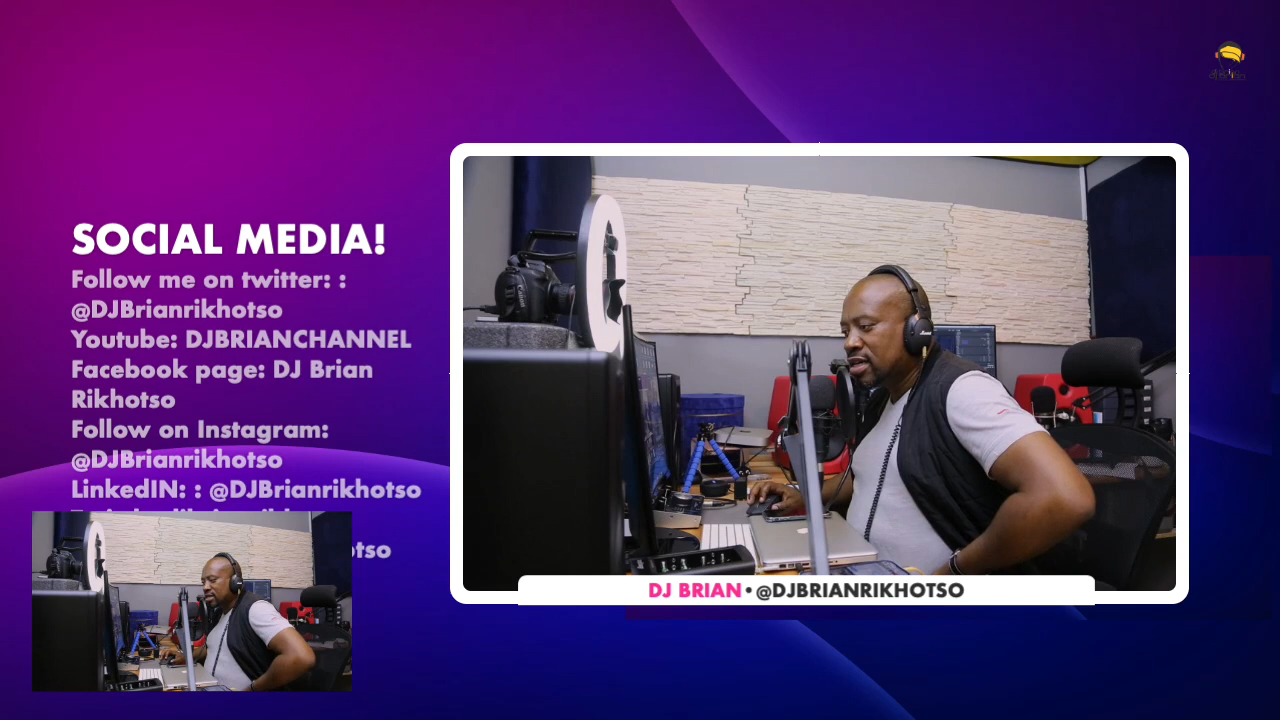 SOCIAL MEDIA!
Follow me on twitter: :
@DJBrianrikhotso
Youtube: DJBRIANCHANNEL
Facebook page: DJ Brian
Rikhotso
Follow on Instagram:
@DJBrianrikhotso
LinkedIN: : @DJBrianrikhotso
otso
DJ BRIAN • @DJBRIANRIKHOTSO